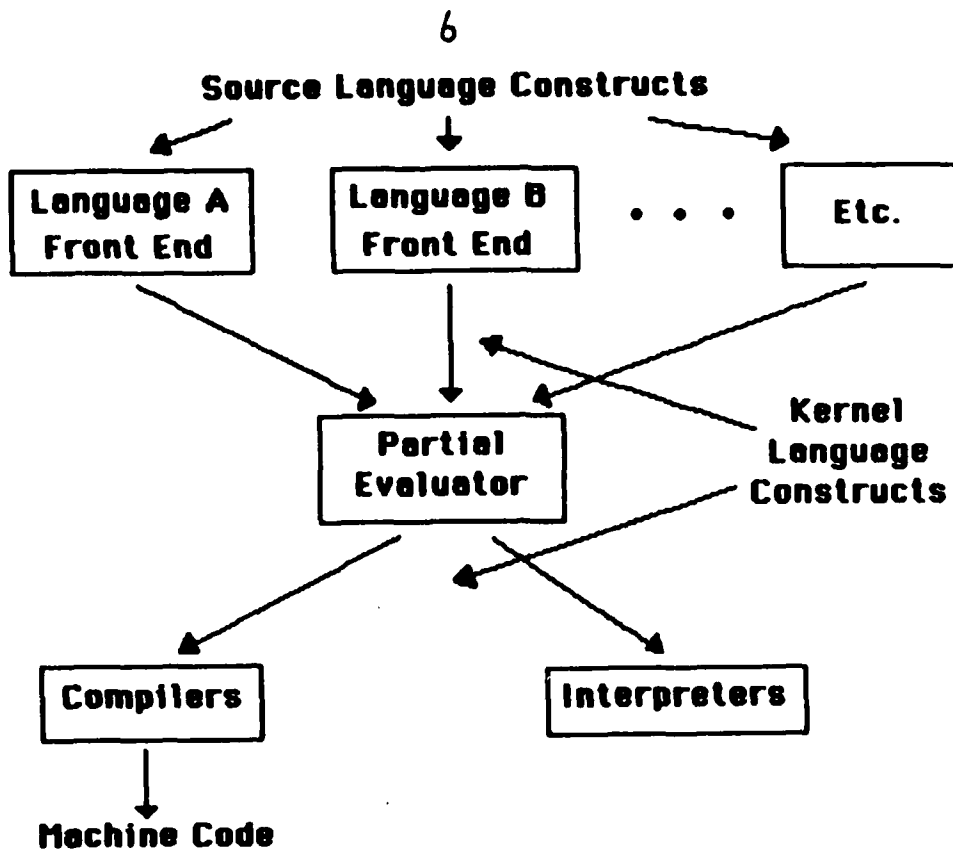 6
Source Language Constructs
Language A
Front End
Language B
Front End
Etc.
Partial
Evaluator
Kernel
Language
Constructs
Compilers
Interpreters
Machine Code